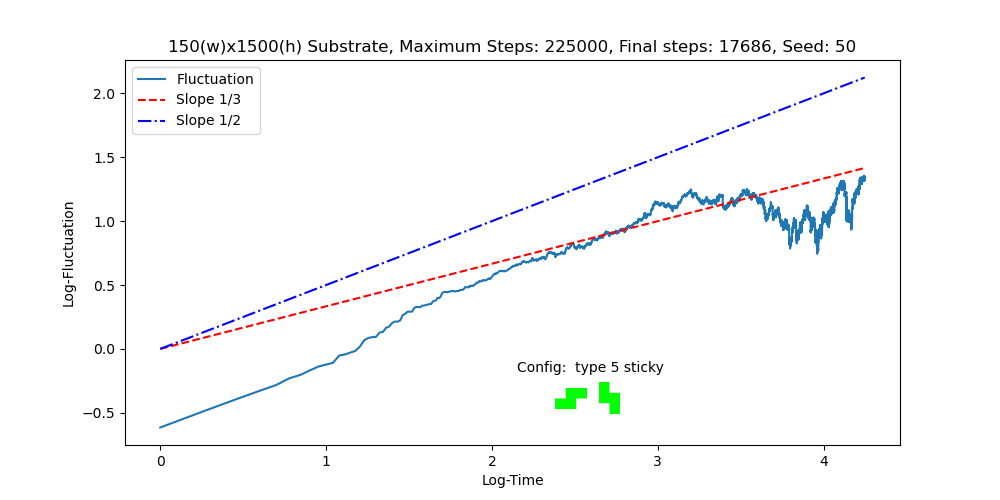 150(w)x1500(h) Substrate, Maximum Steps: 225000, Final steps: 17686, Seed: 50
Fluctuation
Slope 1/3
Slope 1/2
2.0
1.5
1.0
0.5
0.0
−0.5
Log-Fluctuation
Config:  type 5 sticky
0
1
2
3
4
Log-Time